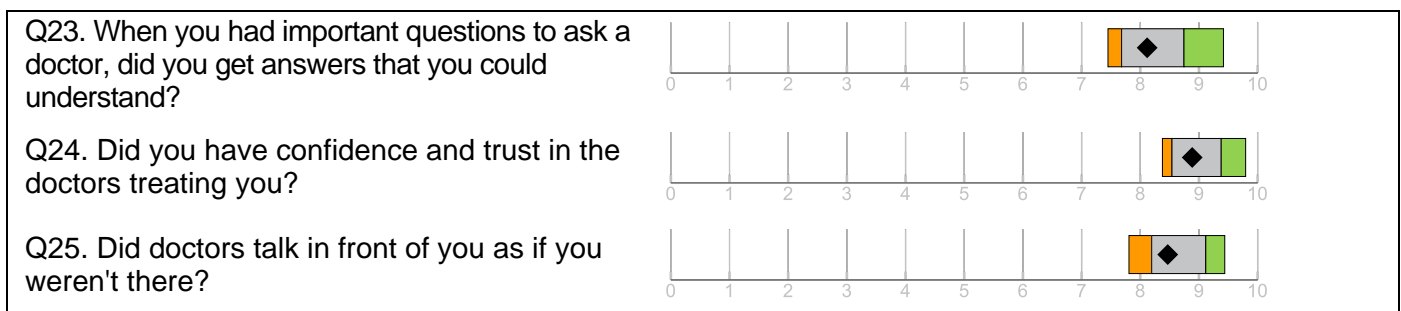 Q23. When you had important questions to ask a
doctor, did you get answers that you could
understand?
0 1 2 3 4 5 6 7 8 9 10
Q24. Did you have confidence and trust in the
doctors treating you?
0 1 2 3 4 5 6 7 8 9 10
Q25. Did doctors talk in front of you as if you
weren't there?
0 1 2 3 4 5 6 7 8 9 10